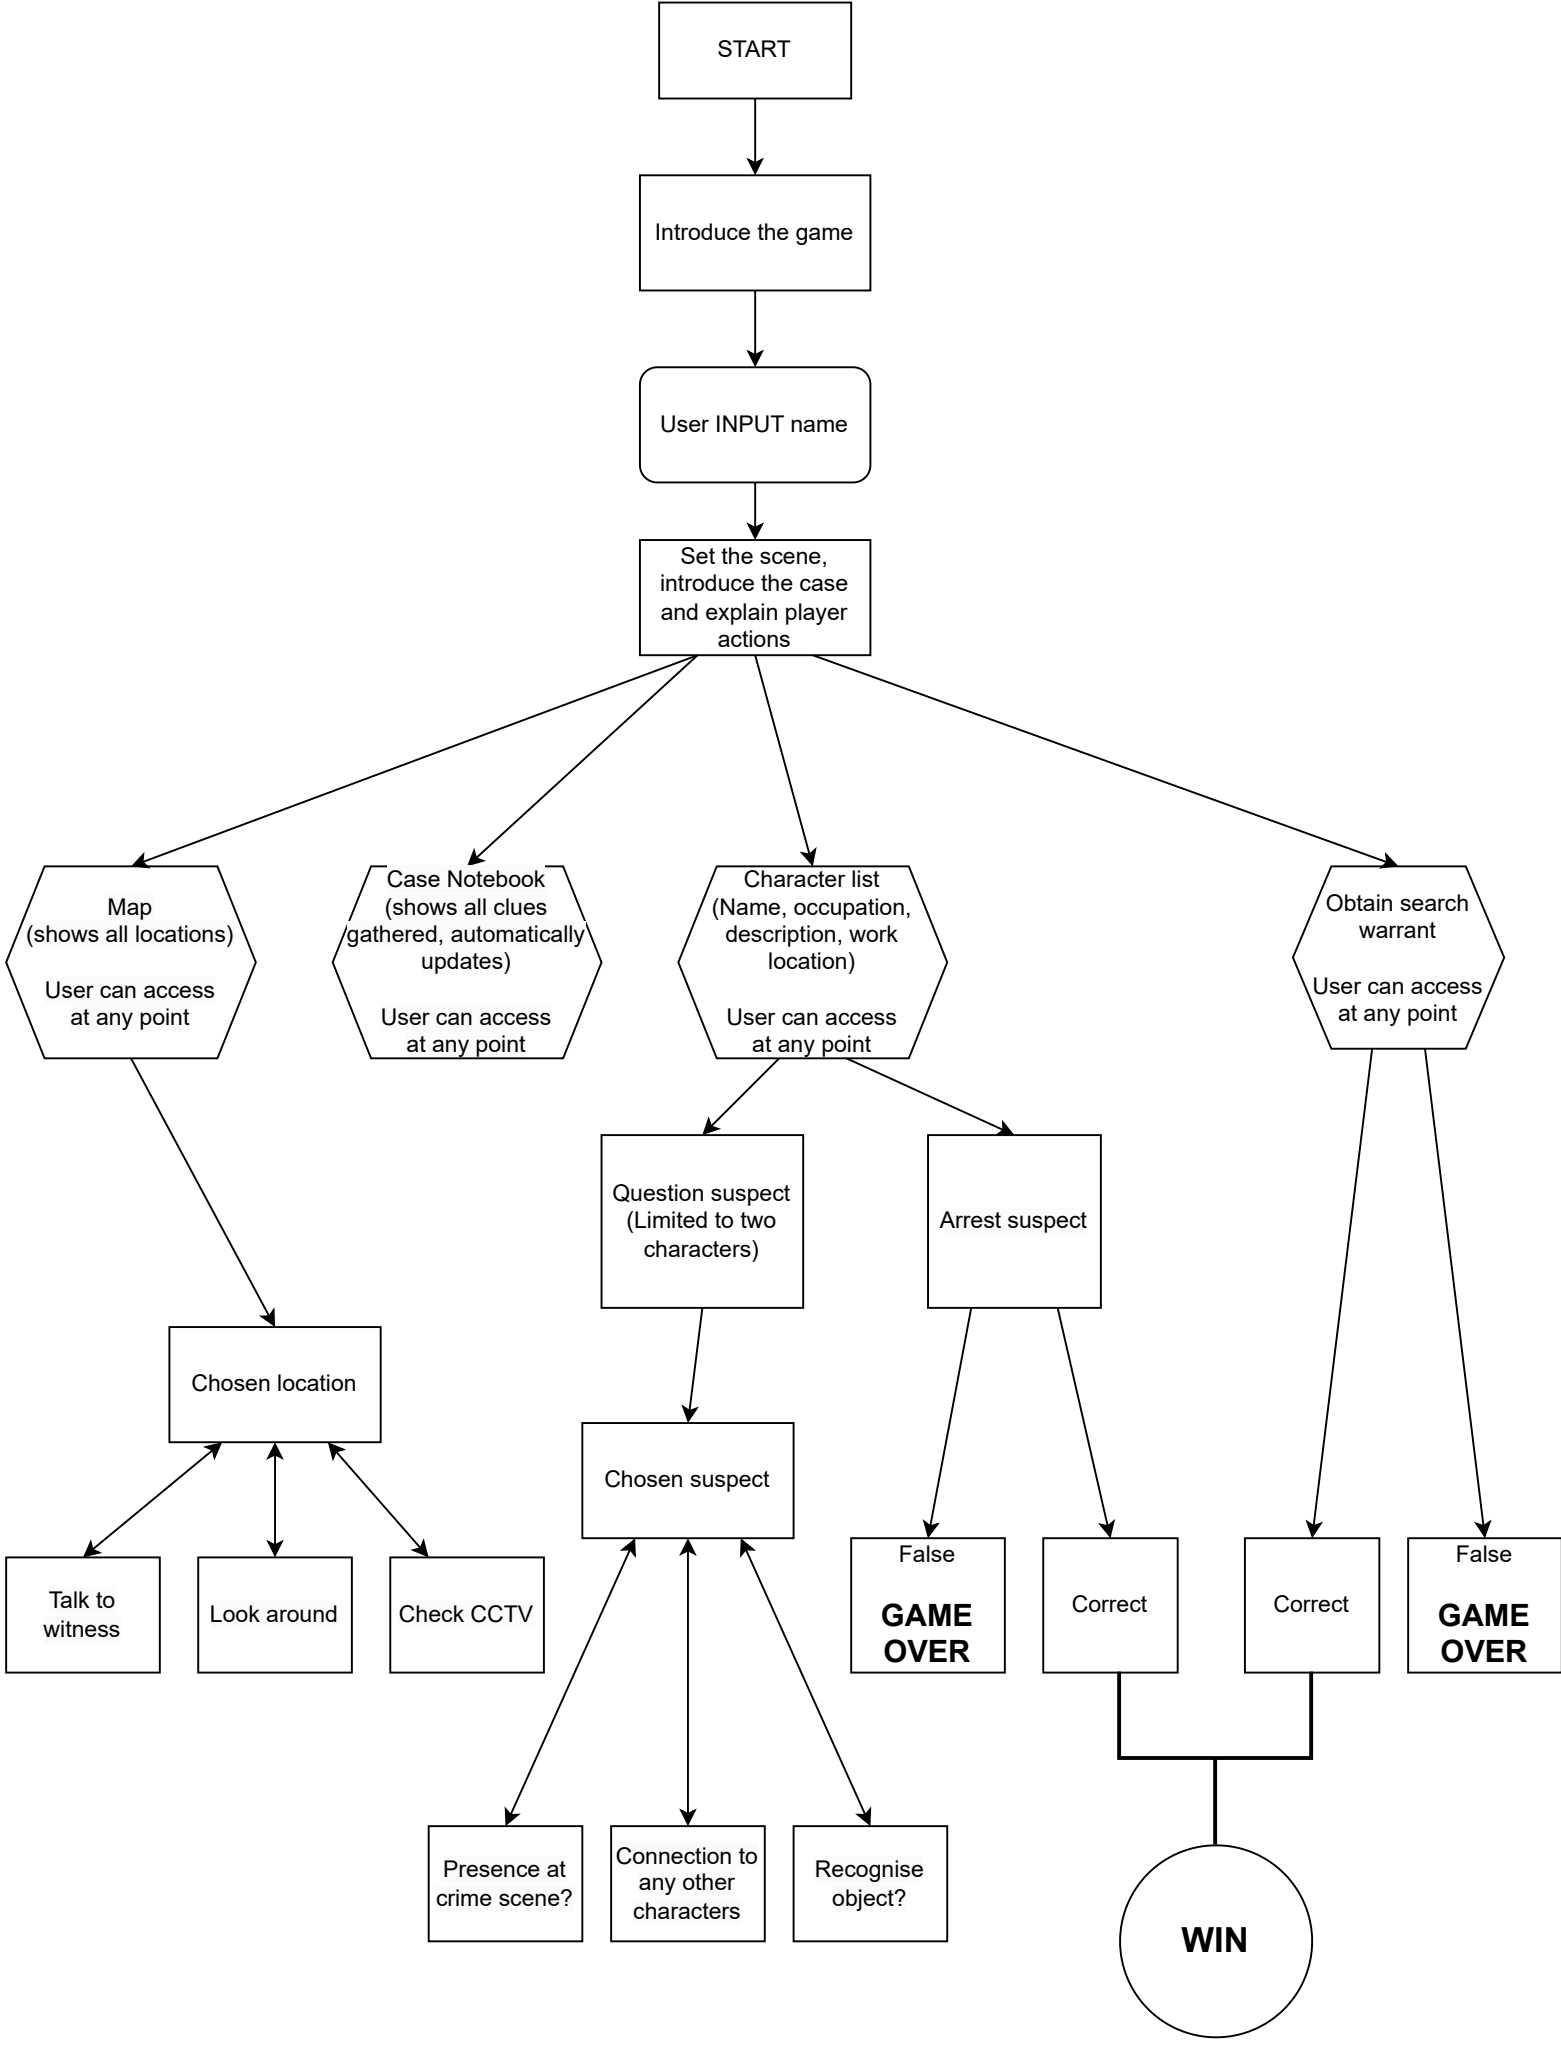 START
Introduce the game
User INPUT name
Set the scene,
introduce the case
and explain player
actions
Map
(shows all locations)
User can access
at any point
Case Notebook
(shows all clues
gathered, automatically
updates)
User can access
at any point
Character list
(Name, occupation,
description, work
location)
User can access
at any point
Obtain search
warrant
User can access
at any point
Question suspect
(Limited to two
characters)
Arrest suspect
Chosen location
Chosen suspect
Talk to
witness
Look around
Check CCTV
False
GAME
OVER
Correct
Correct
False
GAME
OVER
Presence at
crime scene?
Connection to
any other
characters
Recognise
object?
WIN